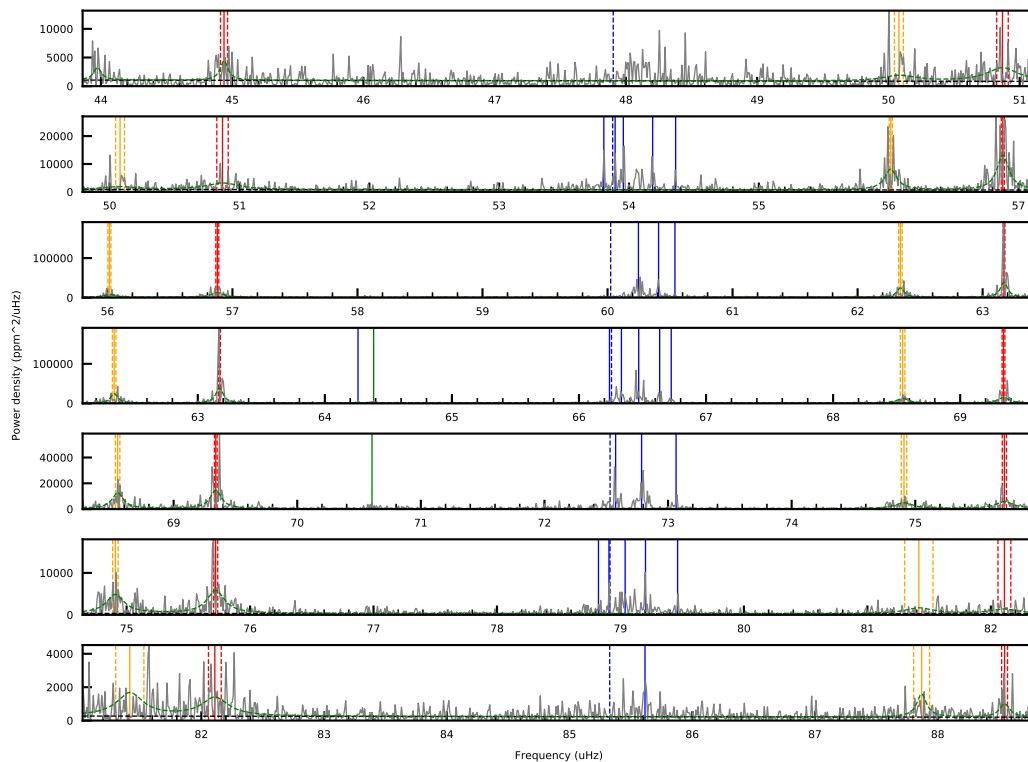 10000
5000
0
44 45 46 47 48 49 50 51
20000
10000
0
50 51 52 53 54 55 56 57
100000
0
56 57 58 59 60 61 62 63
100000
0
63 64 65 66 67 68 69
Power density (ppm^2/uHz)
40000
20000
0
69 70 71 72 73 74 75
10000
0
75 76 77 78 79 80 81 82
4000
2000
0
82 83 84 85 86 87 88
Frequency (uHz)